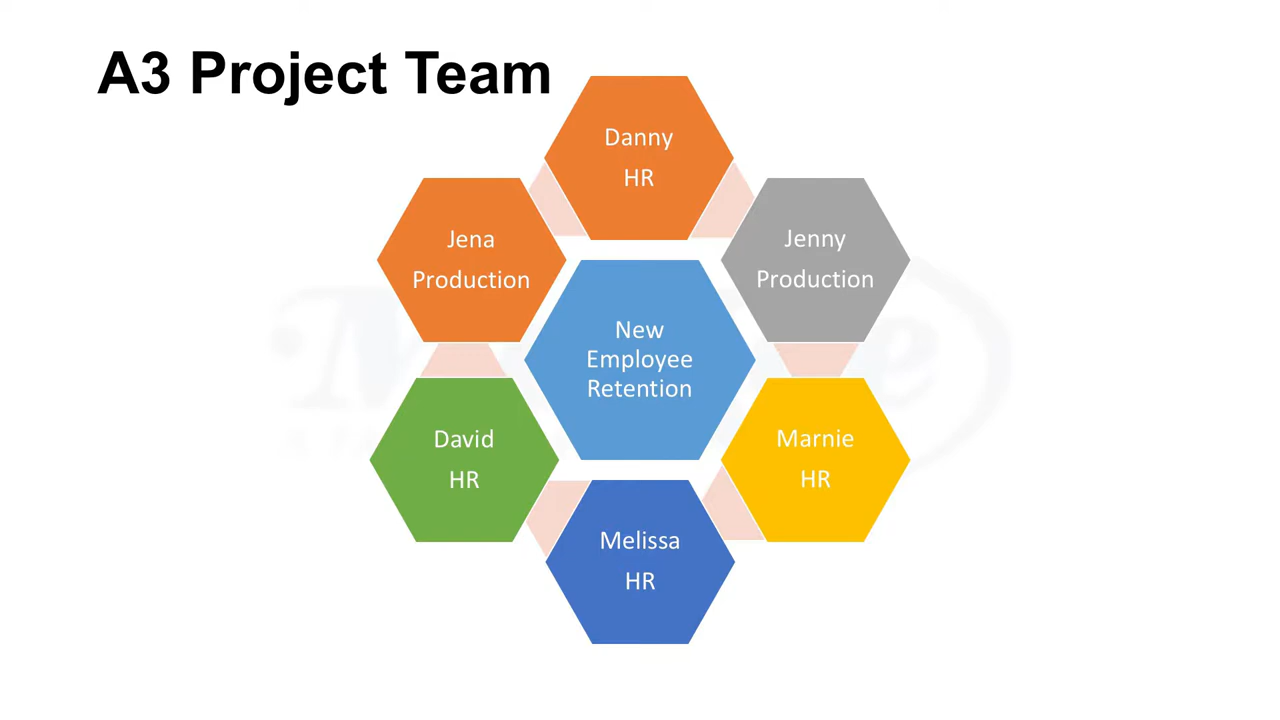 A3 Project Team
Danny
HR
Jenny
Production
Marnie
HR
Melissa
HR
David
HR
Jena
Production
New
Employee
Retention